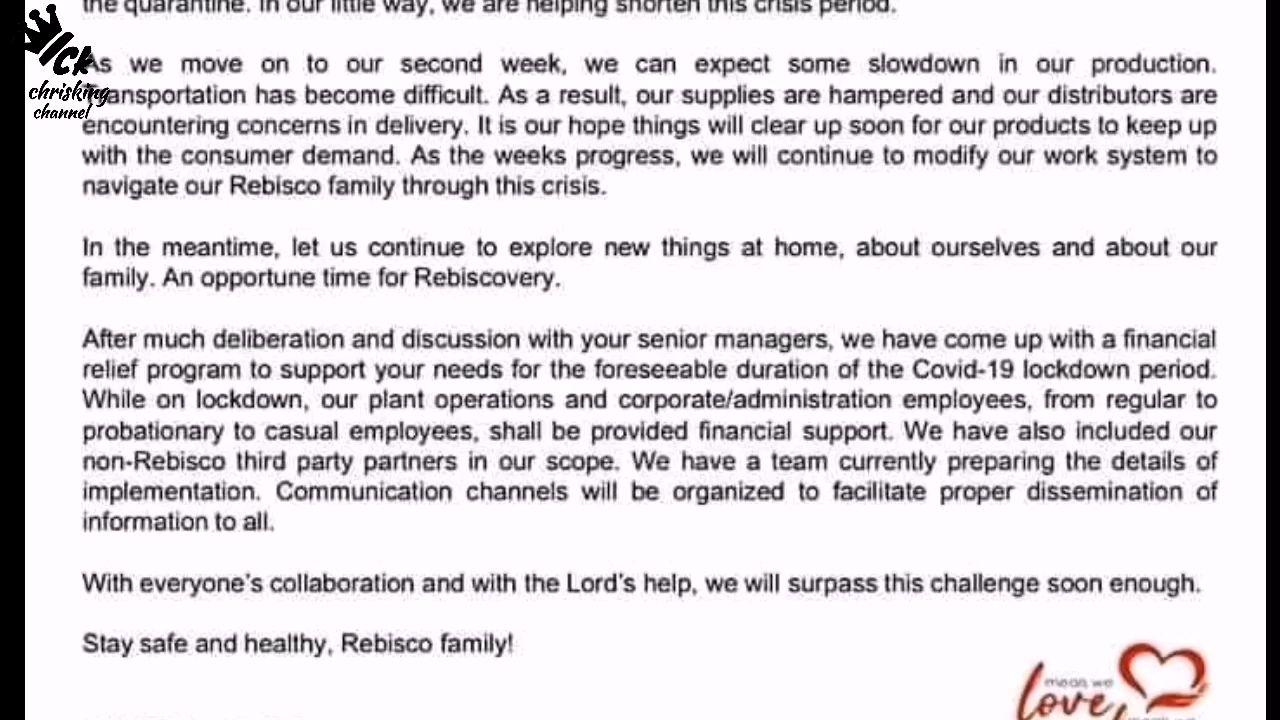 the quarantine. In our little way, we are helping shorten this crisis period.
Ck
chrisking
channel
As we move on to our second week, we can expect some slowdown in our production.
Transportation has become difficult. As a result, our supplies are hampered and our distributors are
encountering concerns in delivery. It is our hope things will clear up soon for our products to keep up
with the consumer demand. As the weeks progress, we will continue to modify our work system to
navigate our Rebisco family through this crisis.
In the meantime, let us continue to explore new things at home, about ourselves and about our
family. An opportune time for Rebiscovery.
After much deliberation and discussion with your senior managers, we have come up with a financial
relief program to support your needs for the foreseeable duration of the Covid-19 lockdown period.
While on lockdown, our plant operations and corporate/administration employees, from regular to
probationary to casual employees, shall be provided financial support. We have also included our
non-Rebisco third party partners in our scope. We have a team currently preparing the details of
implementation. Communication channels will be organized to facilitate proper dissemination of
information to all.
With everyone's collaboration and with the Lord's help, we will surpass this challenge soon enough.
Stay safe and healthy, Rebisco family!
mean we
love,